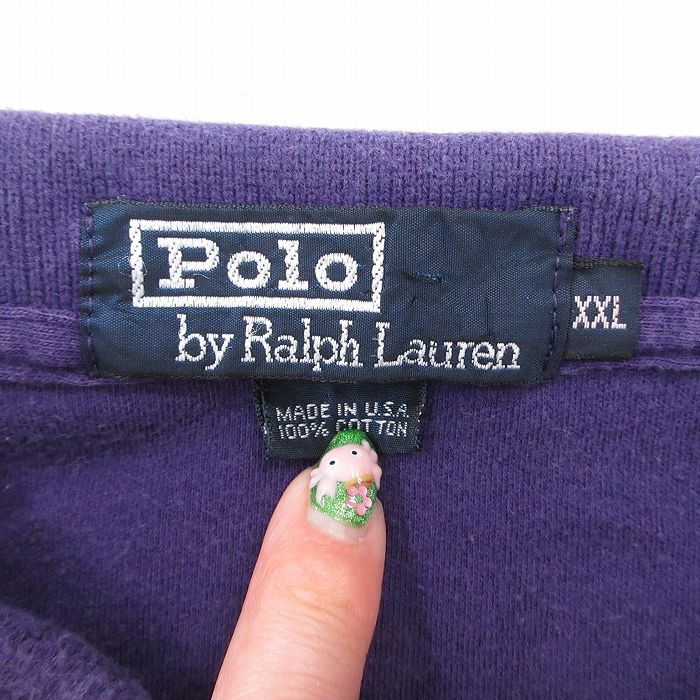 Polo
by Ralph Lauren
XXL
MADE IN U.S.A.
100% COTTON